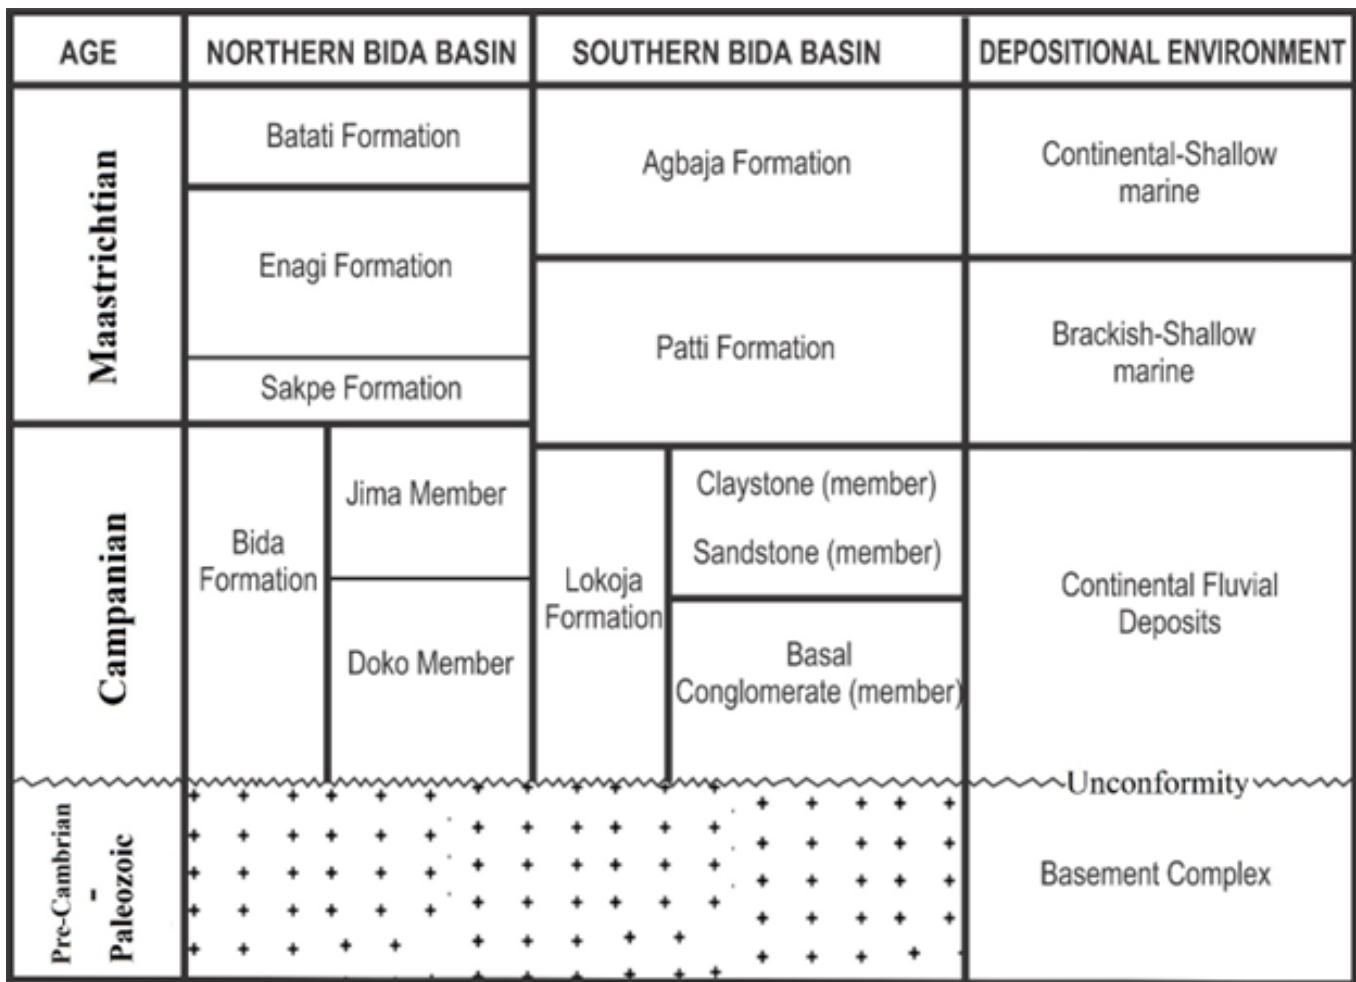 AGE
NORTHERN BIDA BASIN
SOUTHERN BIDA BASIN
DEPOSITIONAL ENVIRONMENT
Maastrichtian
Batati Formation
Enagi Formation
Sakpe Formation
Agbaja Formation
Patti Formation
Continental-Shallow
marine
Brackish-Shallow
marine
Campanian
Bida
Formation
Jima Member
Doko Member
Lokoja
Formation
Claystone (member)
Sandstone (member)
Basal
Conglomerate (member)
Continental Fluvial
Deposits
Unconformity
Pre-Cambrian
-
Paleozoic
Basement Complex